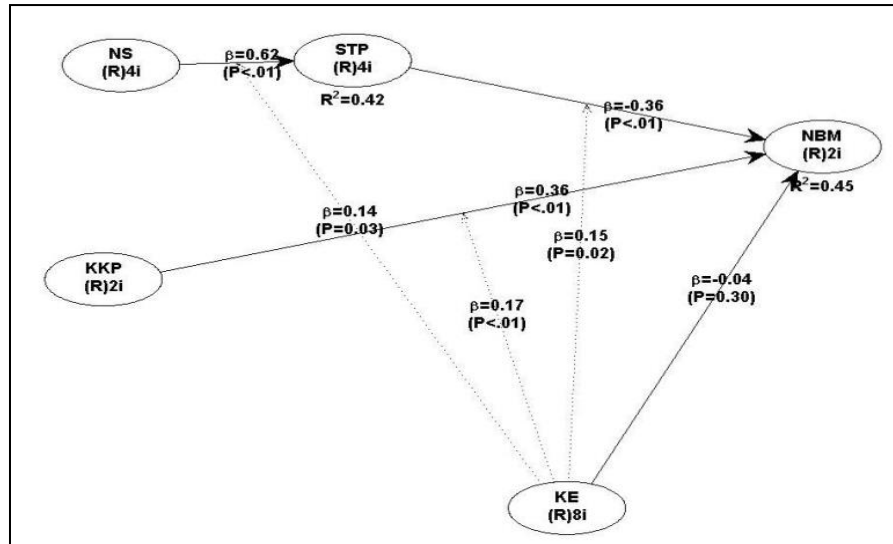 NS
(R)4i
β=0.62
(P<.01)
STP
(R)4i
R²=0.42
β=-0.36
(P<.01)
NBM
(R)2i
R²=0.45
β=0.36
(P<.01)
β=0.14
(P=0.03)
β=0.15
(P=0.02)
KKP
(R)2i
β=-0.04
(P=0.30)
β=0.17
(P<.01)
KE
(R)8i